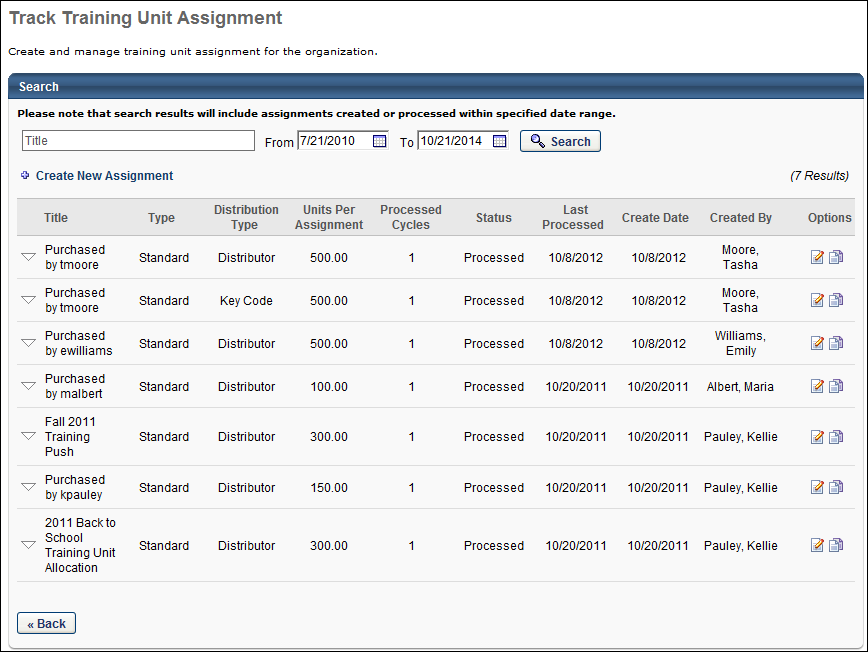 Track Training Unit Assignment
Create and manage training unit assignment for the organization.
Search
Please note that search results will include assignments created or processed within specified date range.
Title From 7/21/2010 To 10/21/2014 Search
Create New Assignment (7 Results)
Title Type Distribution Type Units Per Assignment Processed Cycles Status Last Processed Create Date Created By Options
Purchased by tmoore Standard Distributor 500.00 1 Processed 10/8/2012 10/8/2012 Moore, Tasha
Purchased by tmoore Standard Key Code 500.00 1 Processed 10/8/2012 10/8/2012 Moore, Tasha
Purchased by ewilliams Standard Distributor 500.00 1 Processed 10/8/2012 10/8/2012 Williams, Emily
Purchased by malbert Standard Distributor 100.00 1 Processed 10/20/2011 10/20/2011 Albert, Maria
Fall 2011 Training Push Standard Distributor 300.00 1 Processed 10/20/2011 10/20/2011 Pauley, Kellie
Purchased by kpauley Standard Distributor 150.00 1 Processed 10/20/2011 10/20/2011 Pauley, Kellie
2011 Back to School Training Unit Allocation Standard Distributor 300.00 1 Processed 10/20/2011 10/20/2011 Pauley, Kellie
« Back